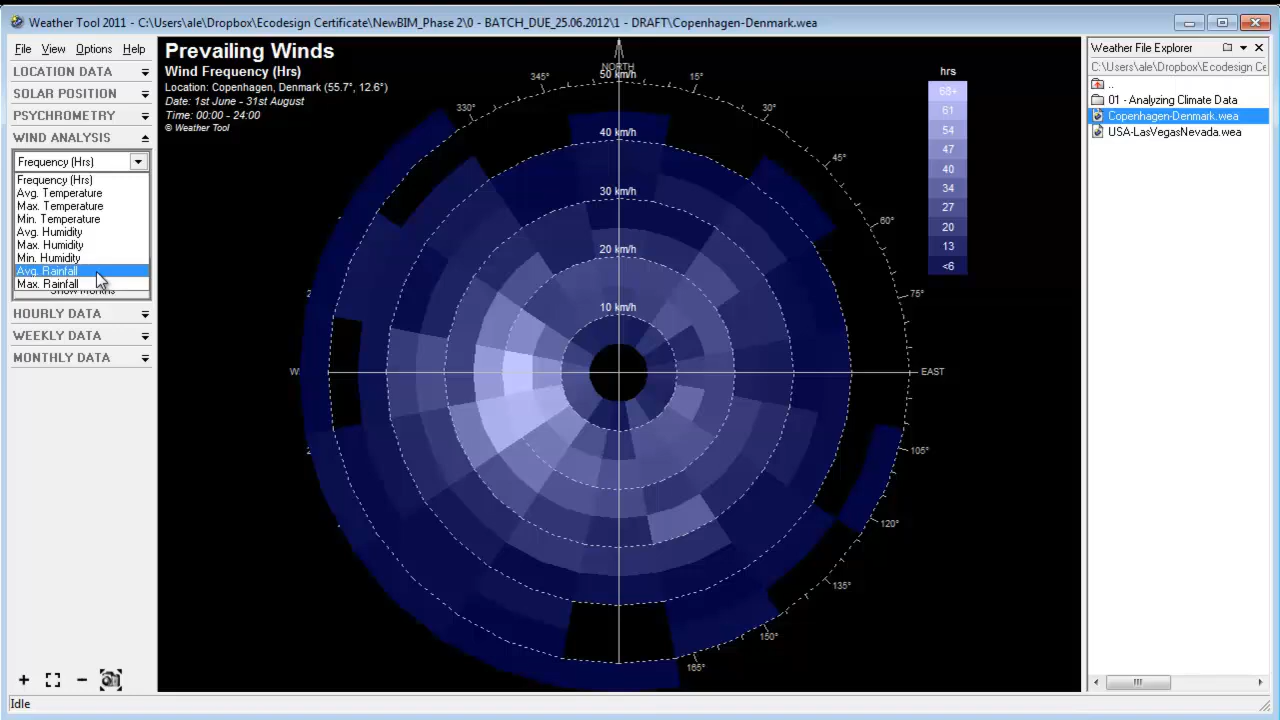 Weather Tool 2011 - C:\Users\ale\Dropbox\Ecodesign Certificate\NewBIM_Phase 2\0 - BATCH_DUE_25.06.2012\1 - DRAFT\Copenhagen-Denmark.wea
File View Options Help
LOCATION DATA
SOLAR POSITION
PSYCHROMETRY
WIND ANALYSIS
Frequency (Hrs)
Frequency (Hrs)
Avg. Temperature
Max. Temperature
Min. Temperature
Avg. Humidity
Max. Humidity
Min. Humidity
Avg. Rainfall
Max. Rainfall
HOURLY DATA
WEEKLY DATA
MONTHLY DATA
Idle
Prevailing Winds
Wind Frequency (Hrs)
Location: Copenhagen, Denmark (55.7°, 12.6°)
Date: 1st June - 31st August
Time: 00:00 - 24:00
© Weather Tool
NORTH
345°
15°
50 km/h
330°
30°
40 km/h
45°
30 km/h
60°
20 km/h
75°
10 km/h
EAST
105°
120°
135°
150°
165°
hrs
68+
61
54
47
40
34
27
20
13
<6
Weather File Explorer
C:\Users\ale\Dropbox\Ecodesign Ce
..
01 - Analyzing Climate Data
Copenhagen-Denmark.wea
USA-LasVegasNevada.wea